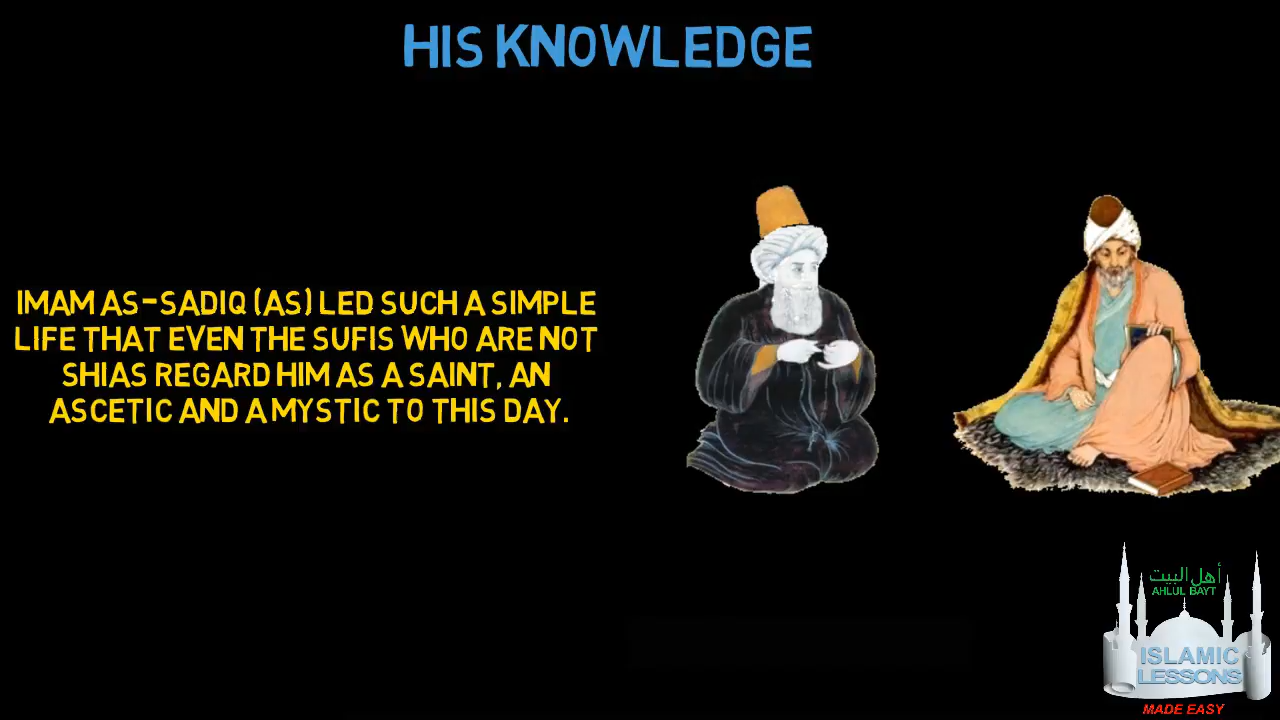 HIS KNOWLEDGE
IMAM AS-SADIQ (AS) LED SUCH A SIMPLE
LIFE THAT EVEN THE SUFIS WHO ARE NOT
SHIAS REGARD HIM AS A SAINT, AN
ASCETIC AND A MYSTIC TO THIS DAY.
أهل البيت
AHLUL BAYT
ISLAMIC
LESSONS
MADE EASY